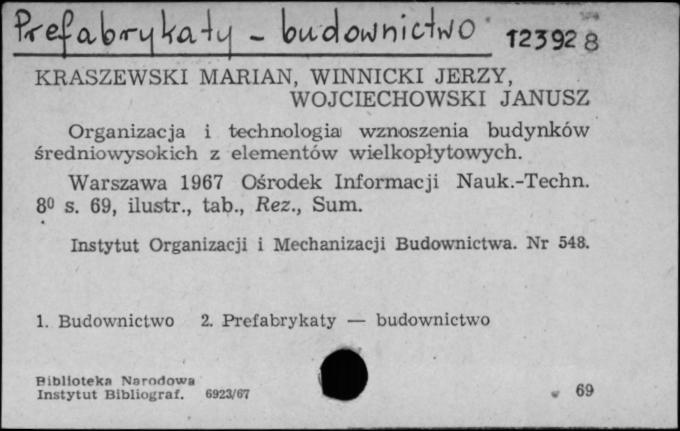 Prefabrykaty - budownictwo 123928
KRASZEWSKI MARIAN, WINNICKI JERZY,
WOJCIECHOWSKI JANUSZ
Organizacja i technologia wznoszenia budynków
średniowysokich z elementów wielkopłytowych.
Warszawa 1967 Ośrodek Informacji Nauk.-Techn.
8⁰ s. 69, ilustr., tab., Rez., Sum.
Instytut Organizacji i Mechanizacji Budownictwa. Nr 548.
1. Budownictwo 2. Prefabrykaty — budownictwo
Biblioteka Narodowa
Instytut Bibliograf. 6923/67 69